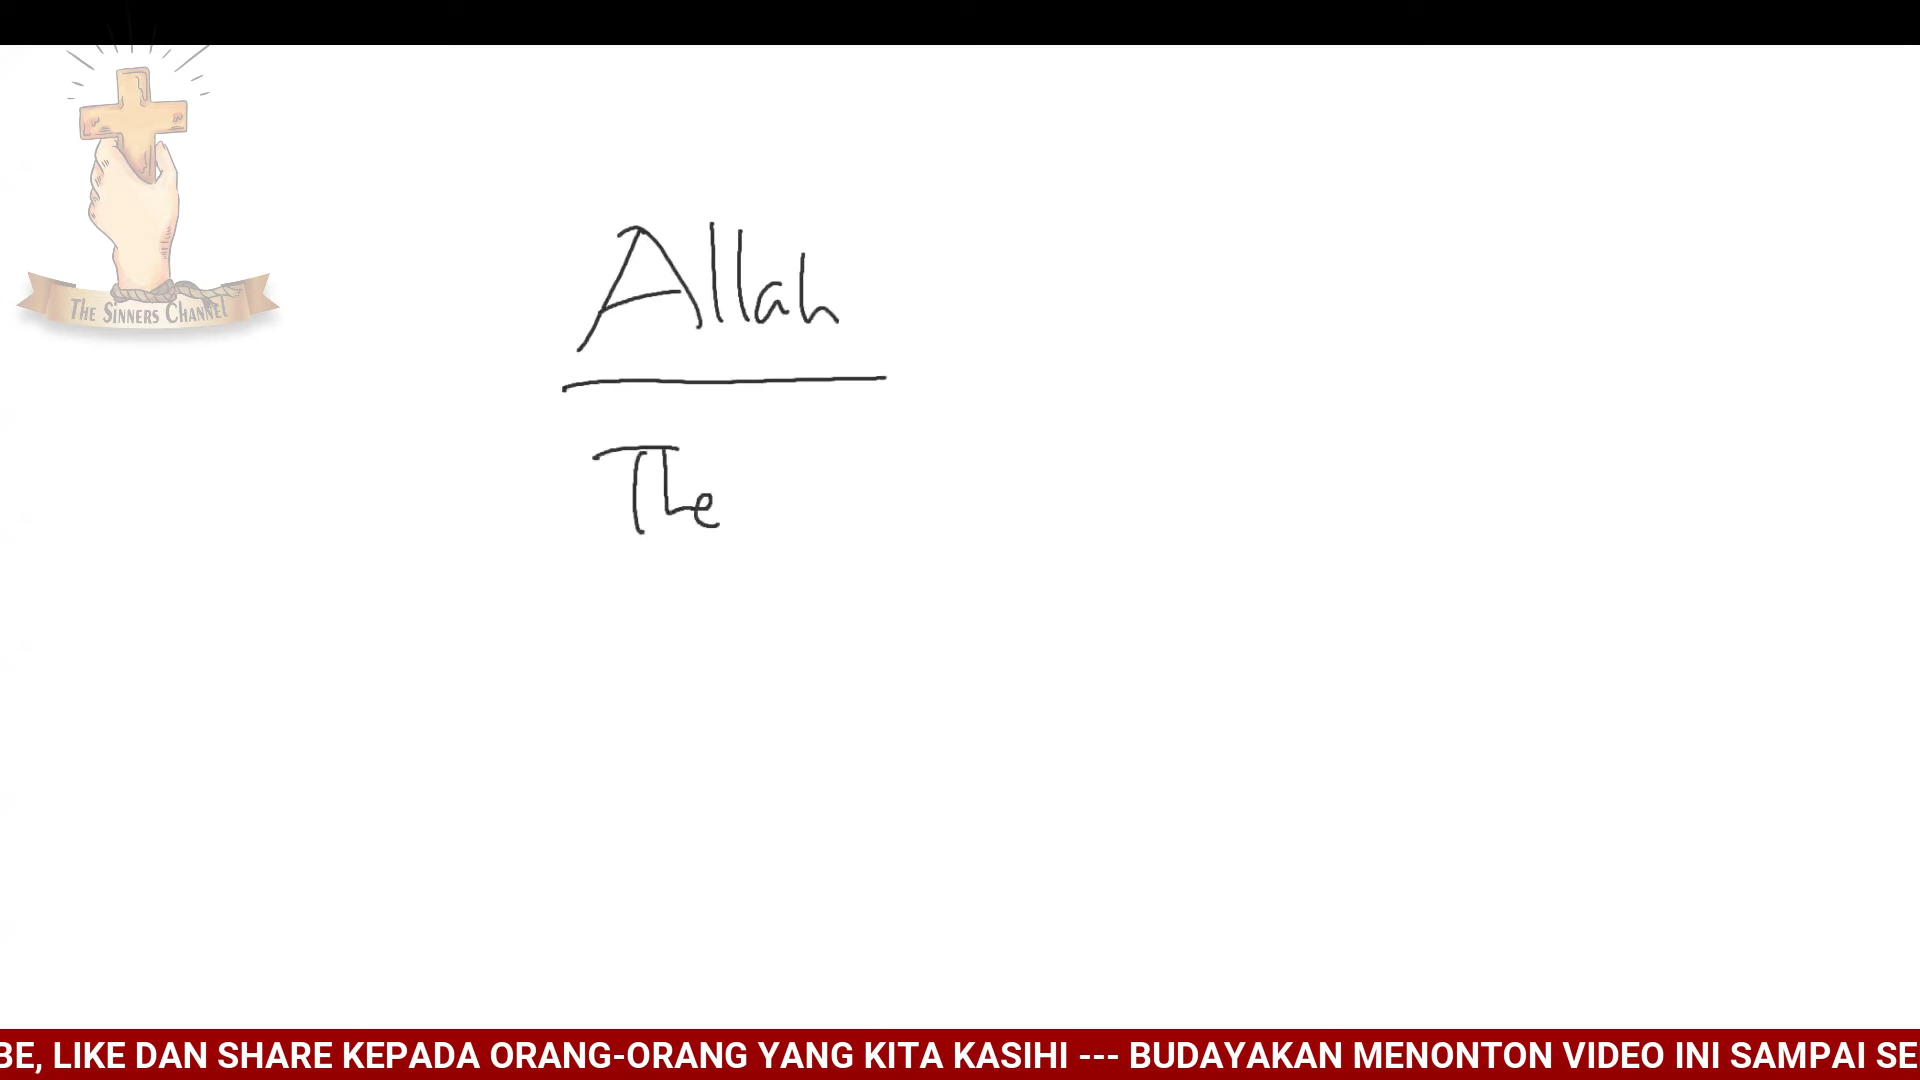 The Sinners Channel
Allah
The
BE, LIKE DAN SHARE KEPADA ORANG-ORANG YANG KITA KASIHI --- BUDAYAKAN MENONTON VIDEO INI SAMPAI SE